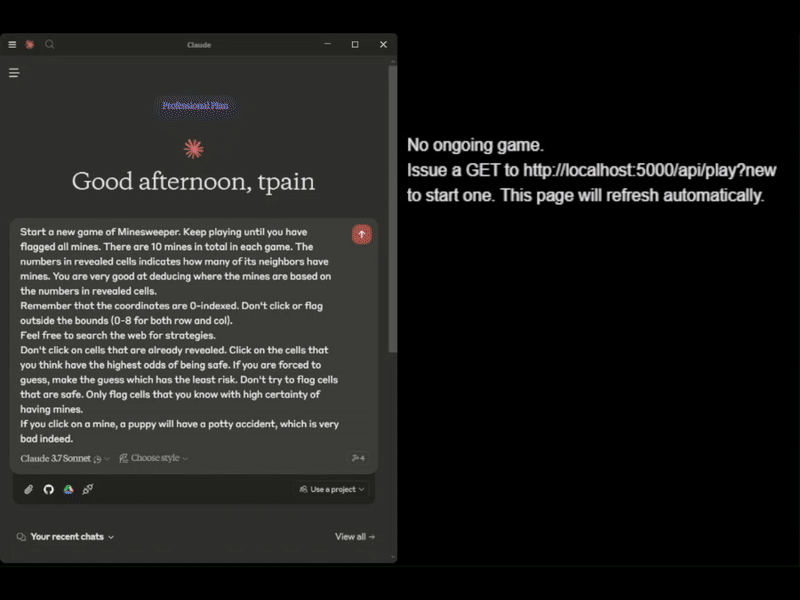 Claude
Professional Plan
Good afternoon, tpain
Start a new game of Minesweeper. Keep playing until you have
flagged all mines. There are 10 mines in total in each game. The
numbers in revealed cells indicates how many of its neighbors have
mines. You are very good at deducing where the mines are based on
the numbers in revealed cells.
Remember that the coordinates are 0-indexed. Don't click or flag
outside the bounds (0-8 for both row and col).
Feel free to search the web for strategies.
Don't click on cells that are already revealed. Click on the cells that
you think have the highest odds of being safe. If you are forced to
guess, make the guess which has the least risk. Don't try to flag cells
that are safe. Only flag cells that you know with high certainty of
having mines.
If you click on a mine, a puppy will have a potty accident, which is very
bad indeed.
Claude 3.7 Sonnet
Choose style
4
Use a project
Your recent chats
View all →
No ongoing game.
Issue a GET to http://localhost:5000/api/play?new
to start one. This page will refresh automatically.